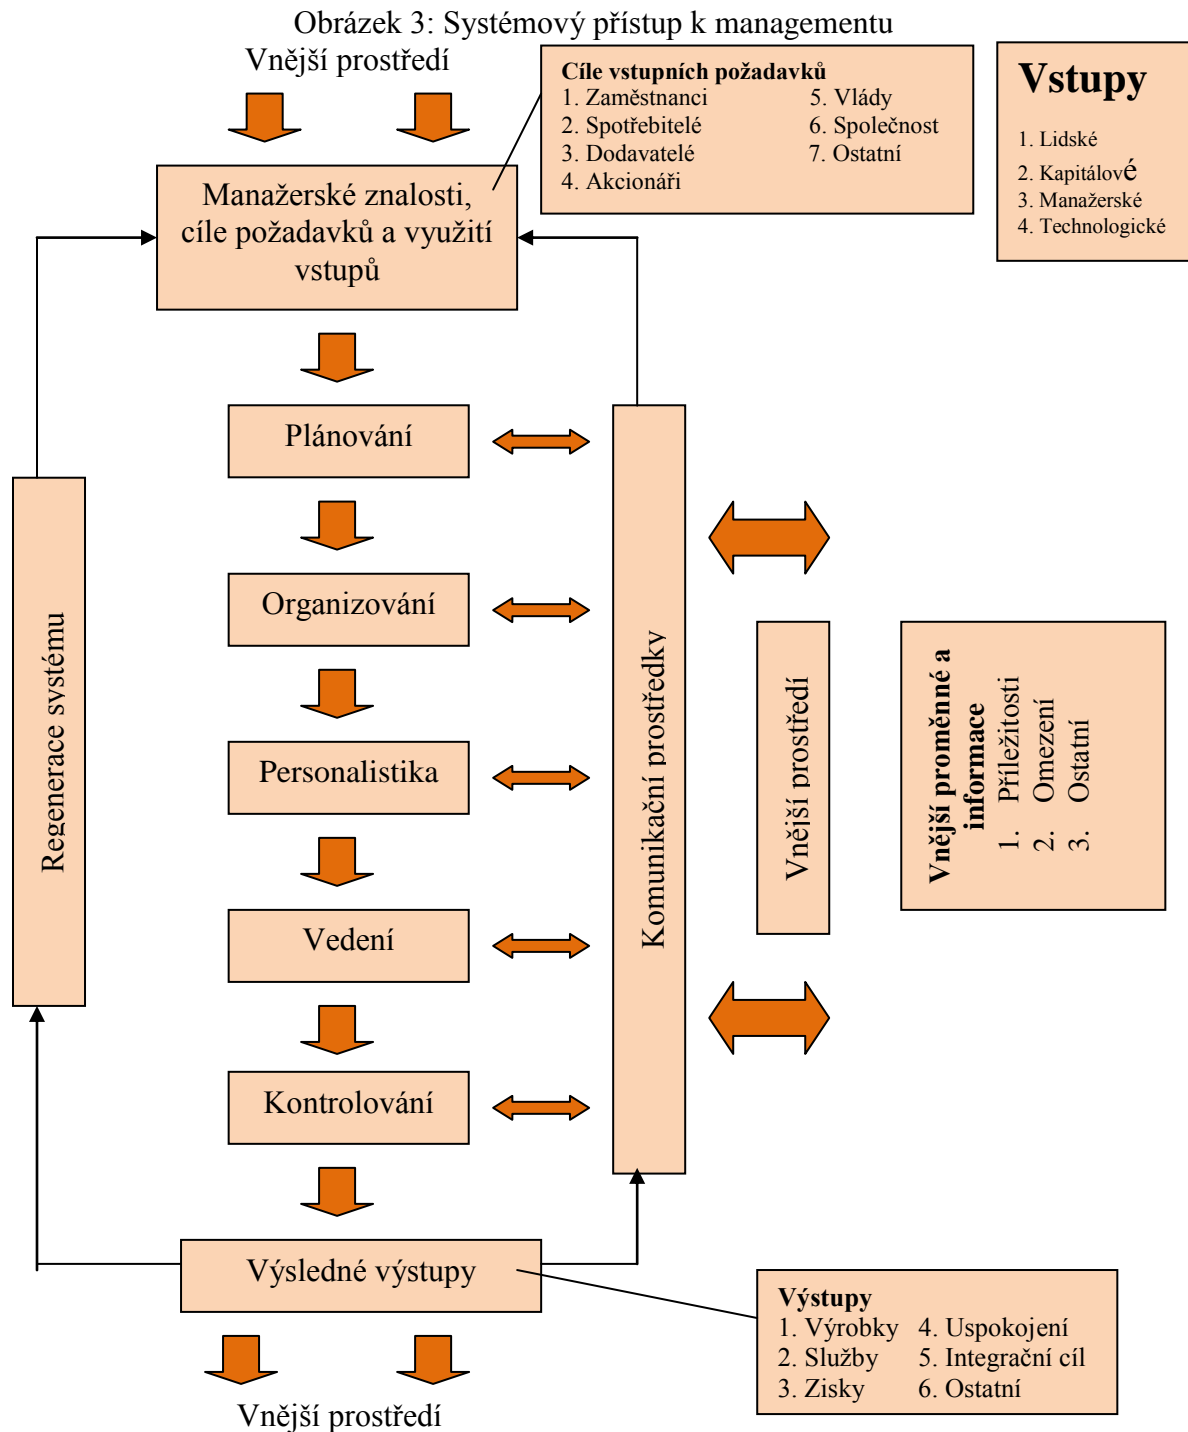 Obrázek 3: Systémový přístup k managementu
Vnější prostředí
Cíle vstupních požadavků
1. Zaměstnanci
2. Spotřebitelé
3. Dodavatelé
4. Akcionáři
5. Vlády
6. Společnost
7. Ostatní
Vstupy
1. Lidské
2. Kapitálové
3. Manažerské
4. Technologické
Manažerské znalosti,
cíle požadavků a využití
vstupů
Plánování
Organizování
Personalistika
Vedení
Kontrolování
Regenerace systému
Komunikační prostředky
Vnější prostředí
Vnější proměnné a
informace
1. Příležitosti
2. Omezení
3. Ostatní
Výsledné výstupy
Výstupy
1. Výrobky
2. Služby
3. Zisky
4. Uspokojení
5. Integrační cíl
6. Ostatní
Vnější prostředí